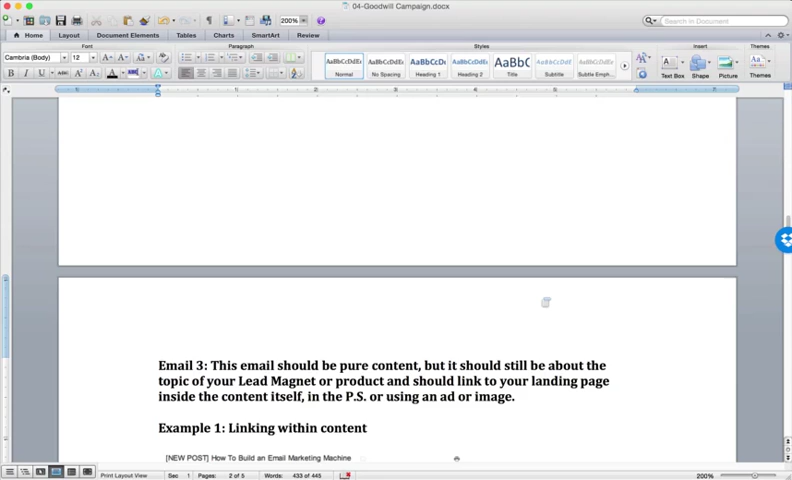 04-Goodwill Campaign.docx
200%
Search in Document
Home Layout Document Elements Tables Charts SmartArt Review
Font Paragraph Styles Insert Themes
Cambria (Body) 12
AaBbCcDdEe AaBbCcDdEe AaBbCcDc AaBbCcDdEe AaBbC AaBbCcDdEe AaBbCcDdEe
Normal No Spacing Heading 1 Heading 2 Title Subtitle Subtle Emph...
Text Box Shape Picture Themes
Email 3: This email should be pure content, but it should still be about the
topic of your Lead Magnet or product and should link to your landing page
inside the content itself, in the P.S. or using an ad or image.
Example 1: Linking within content
[NEW POST] How To Build an Email Marketing Machine
Print Layout View Sec 1 Pages: 2 of 5 Words: 433 of 445 200%